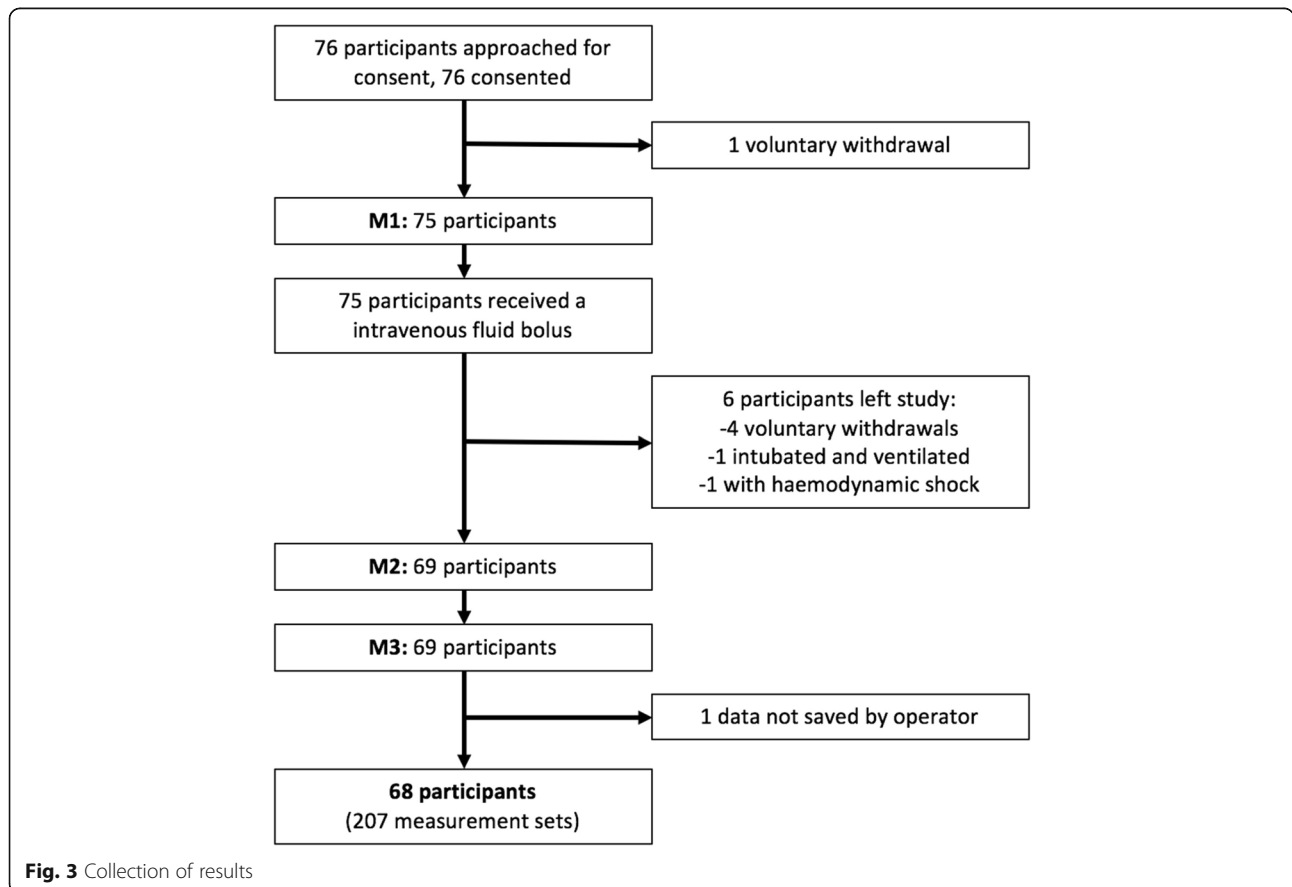 76 participants approached for
consent, 76 consented
1 voluntary withdrawal
M1: 75 participants
75 participants received a
intravenous fluid bolus
6 participants left study:
-4 voluntary withdrawals
-1 intubated and ventilated
-1 with haemodynamic shock
M2: 69 participants
M3: 69 participants
1 data not saved by operator
68 participants
(207 measurement sets)
Fig. 3 Collection of results